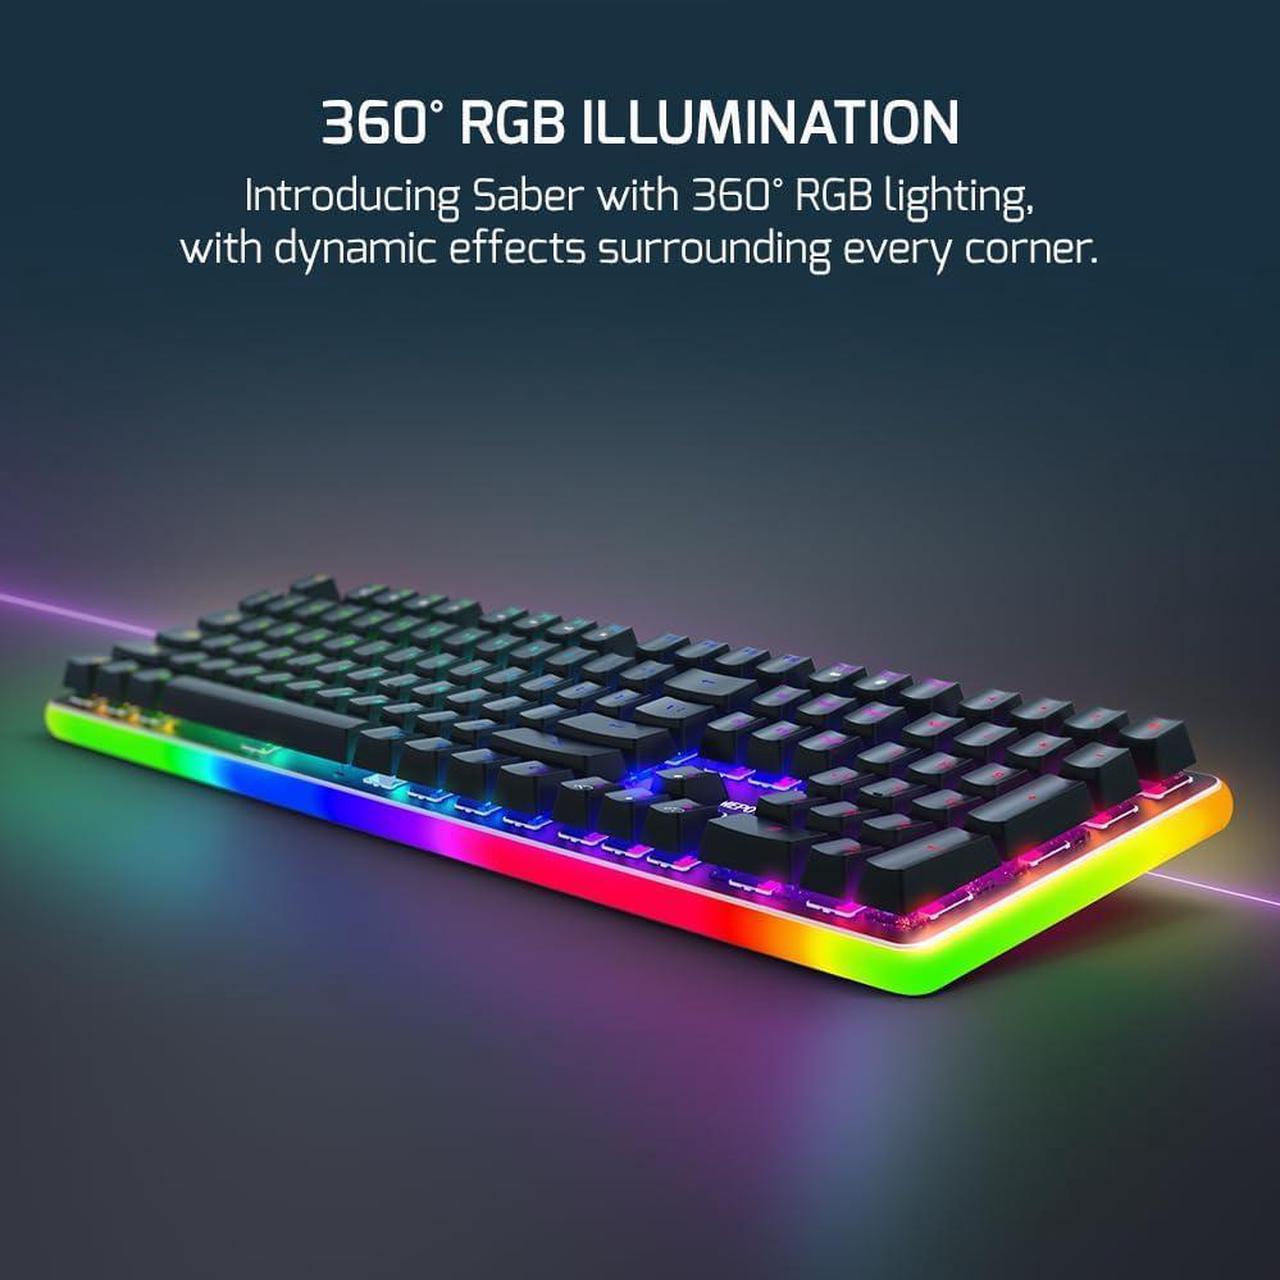 360° RGB ILLUMINATION
Introducing Saber with 360° RGB lighting,
with dynamic effects surrounding every corner.